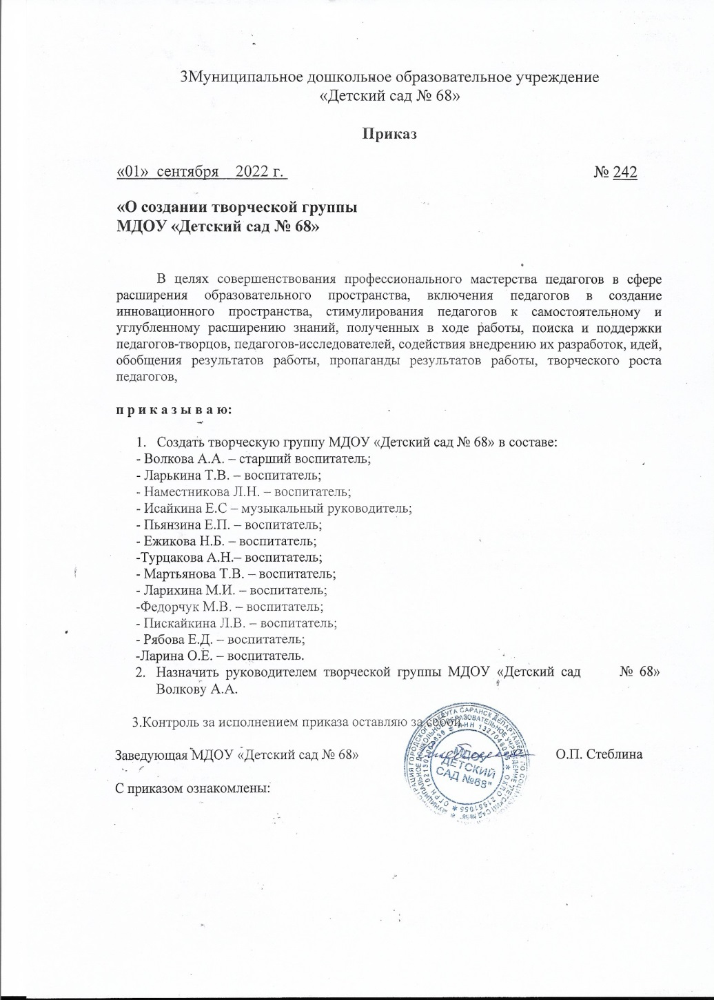 3Муниципальное дошкольное образовательное учреждение
«Детский сад № 68»
Приказ
«01» сентября 2022 г. № 242
«О создании творческой группы
МДОУ «Детский сад № 68»
В целях совершенствования профессионального мастерства педагогов в сфере
расширения образовательного пространства, включения педагогов в создание
инновационного пространства, стимулирования педагогов к самостоятельному и
углубленному расширению знаний, полученных в ходе работы, поиска и поддержки
педагогов-творцов, педагогов-исследователей, содействия внедрению их разработок, идей,
обобщения результатов работы, пропаганды результатов работы, творческого роста
педагогов,
п р и к а з ы в а ю:
1. Создать творческую группу МДОУ «Детский сад № 68» в составе:
- Волкова А.А. – старший воспитатель;
- Ларькина Т.В. – воспитатель;
- Наместникова Л.Н. – воспитатель;
- Исайкина Е.С – музыкальный руководитель;
- Пьянзина Е.П. – воспитатель;
- Ежикова Н.Б. – воспитатель;
-Турцакова А.Н.– воспитатель;
- Мартьянова Т.В. – воспитатель;
- Ларихина М.И. – воспитатель;
-Федорчук М.В. – воспитатель;
- Пискайкина Л.В. – воспитатель;
- Рябова Е.Д. – воспитатель;
-Ларина О.Е. – воспитатель.
2. Назначить руководителем творческой группы МДОУ «Детский сад № 68»
Волкову А.А.
3.Контроль за исполнением приказа оставляю за собой.
Заведующая МДОУ «Детский сад № 68» О.П. Стеблина
МДОУ
ДЕТСКИЙ
САД №68"
С приказом ознакомлены: